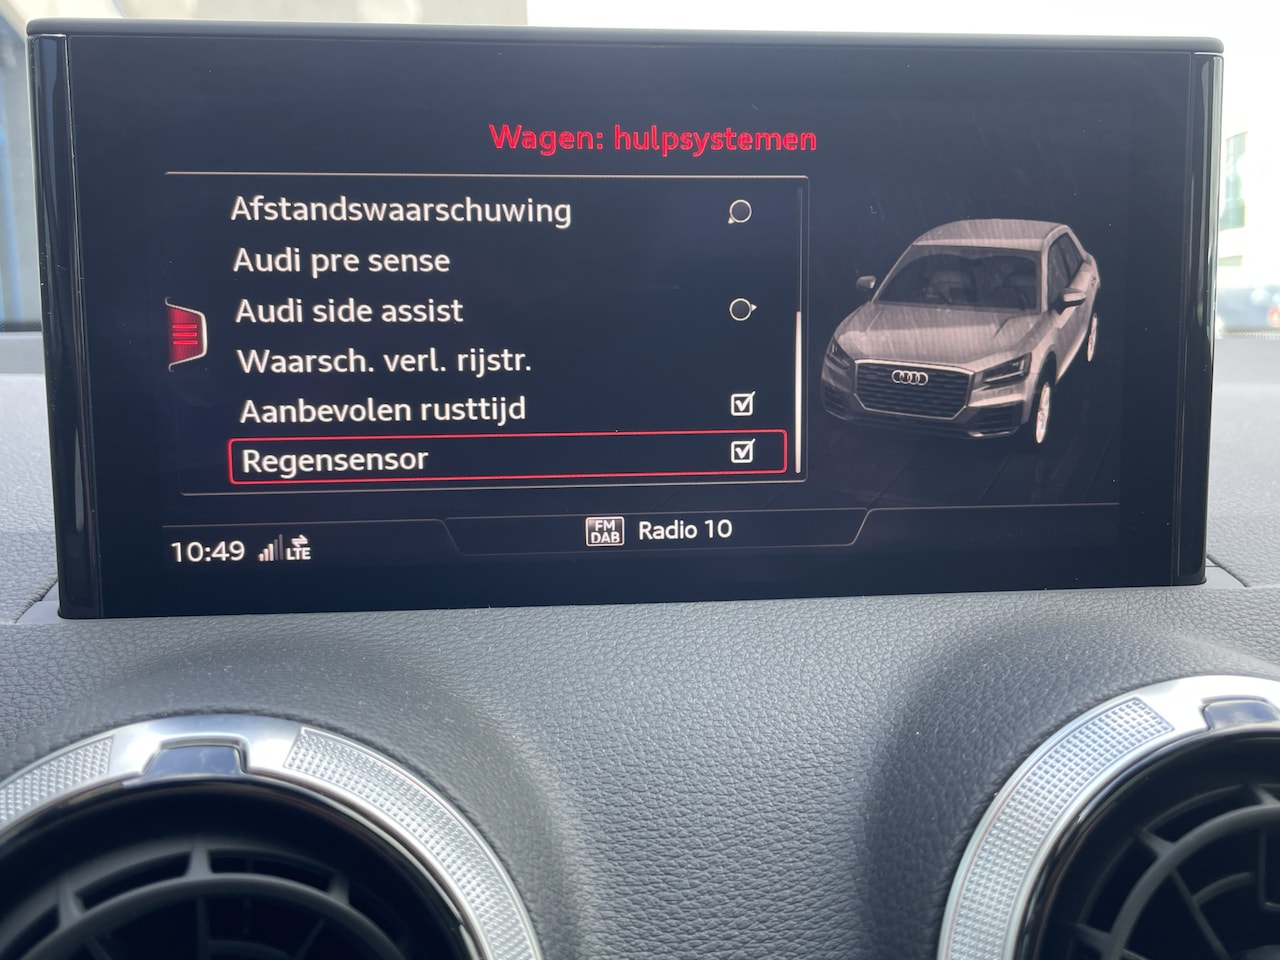 Wagen: hulpsystemen
Afstandswaarschuwing
Audi pre sense
Audi side assist
Waarsch. verl. rijstr.
Aanbevolen rusttijd
Regensensor
10:49 LTE
FM DAB Radio 10